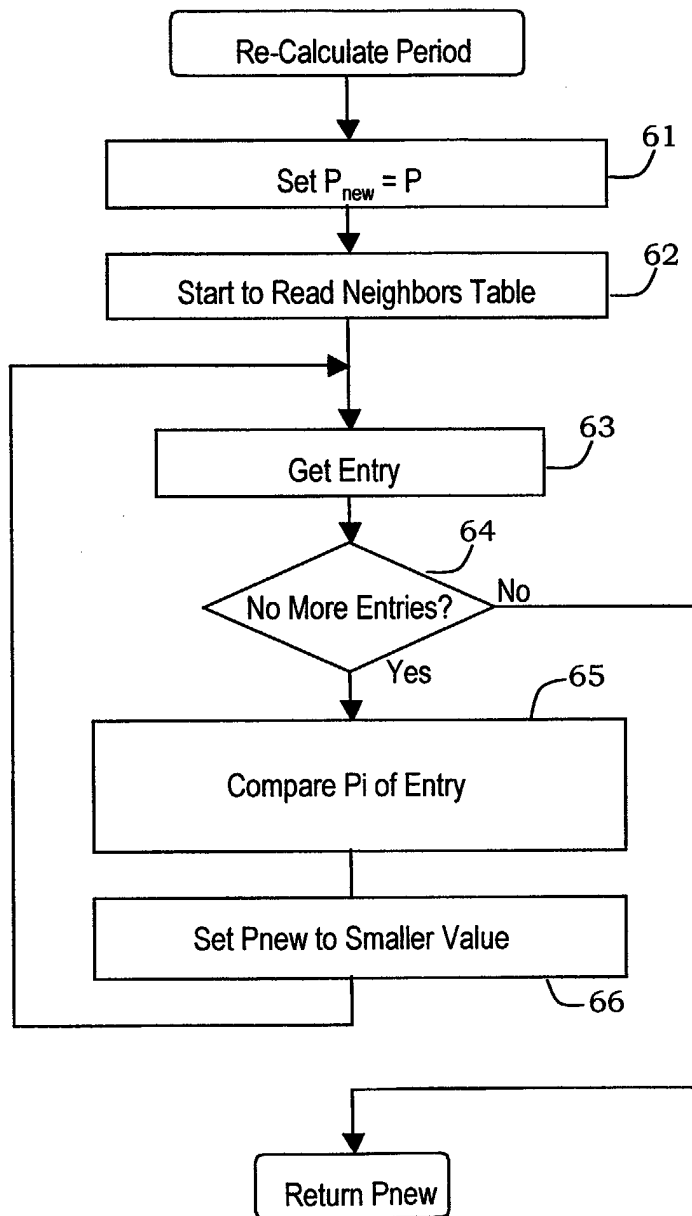 Re-Calculate Period
61
Set Pnew = P
62
Start to Read Neighbors Table
63
Get Entry
64
No More Entries?
No
Yes
65
Compare Pi of Entry
Set Pnew to Smaller Value
66
Return Pnew